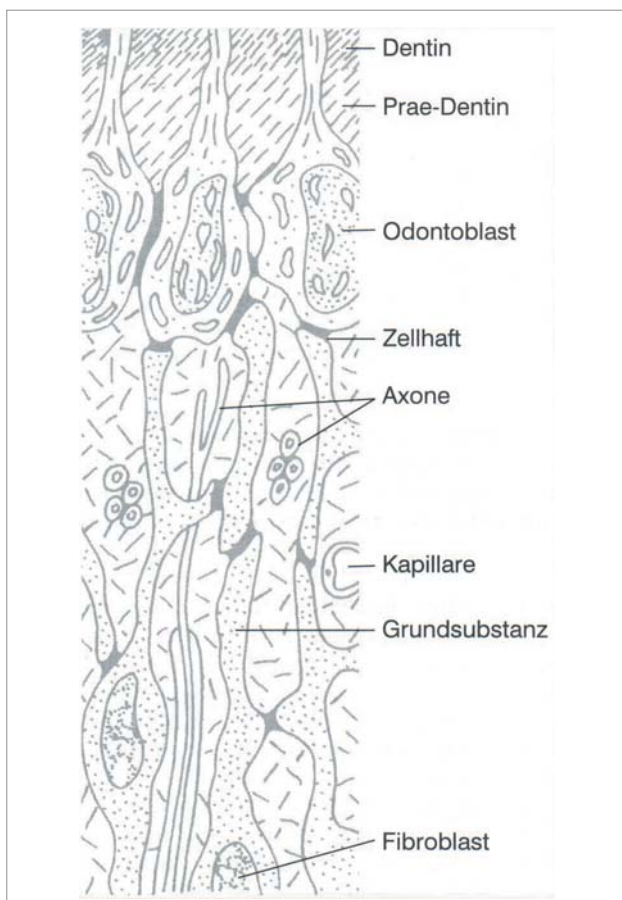 Dentin
Prae-Dentin
Odontoblast
Zellhaft
Axone
Kapillare
Grundsubstanz
Fibroblast